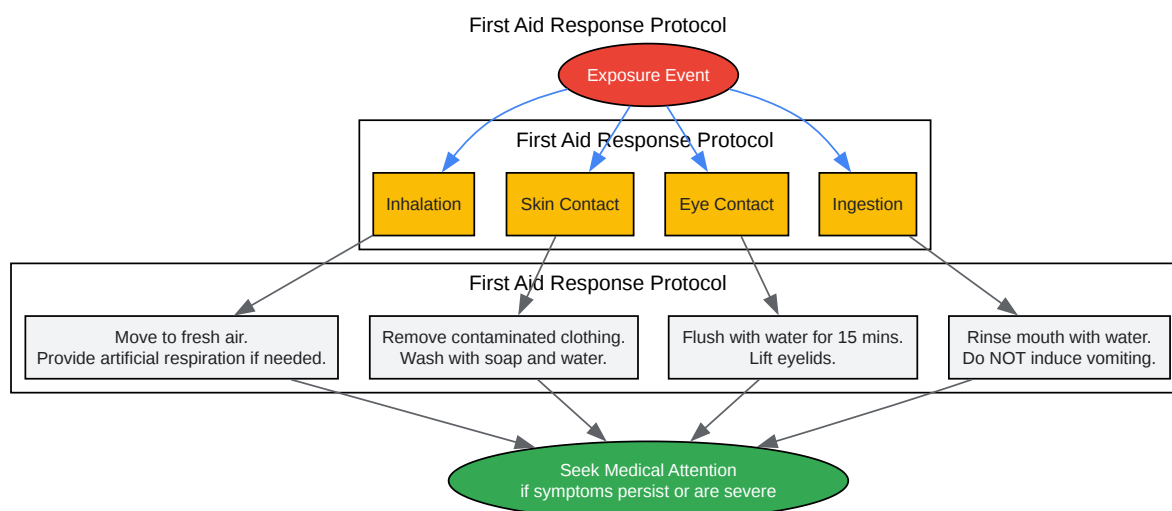 First Aid Response Protocol
Exposure Event
First Aid Response Protocol
Inhalation
Skin Contact
Eye Contact
Ingestion
First Aid Response Protocol
Move to fresh air.
Provide artificial respiration if needed.
Remove contaminated clothing.
Wash with soap and water.
Flush with water for 15 mins.
Lift eyelids.
Rinse mouth with water.
Do NOT induce vomiting.
Seek Medical Attention
if symptoms persist or are severe